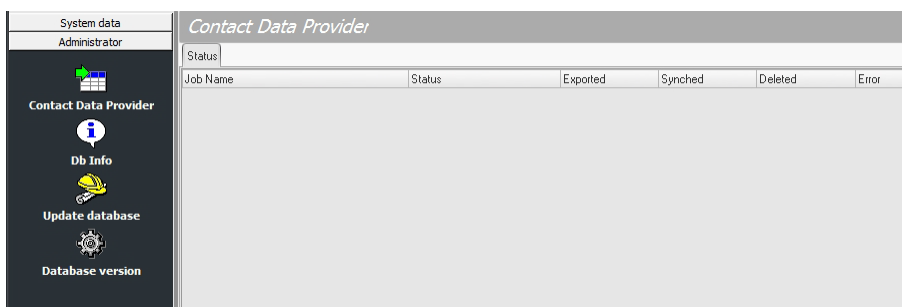 System data
Administrator
Contact Data Provider
Db Info
Update database
Database version
Contact Data Provider
Status
Job Name Status Exported Synched Deleted Error